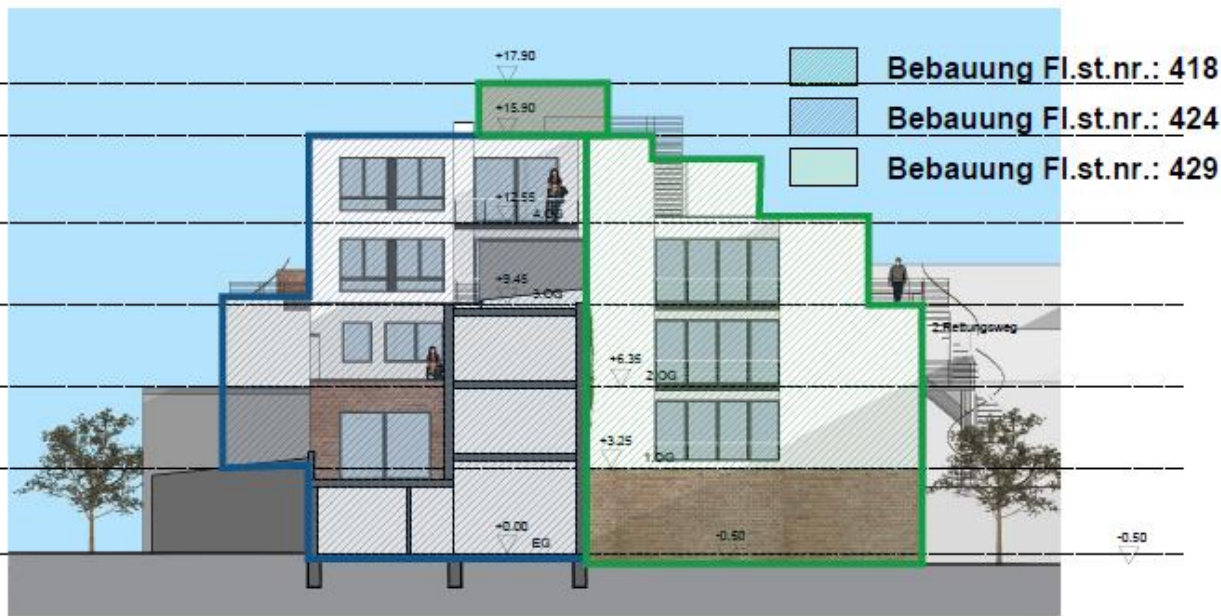 +17.90
Bebauung Fl.st.nr.: 418
+15.90
Bebauung Fl.st.nr.: 424
Bebauung Fl.st.nr.: 429
+12.55
4.OG
+9.45
3.OG
2.Rettungsweg
+6.35
2.OG
+3.25
1.OG
+0.00
EG
-0.50
-0.50